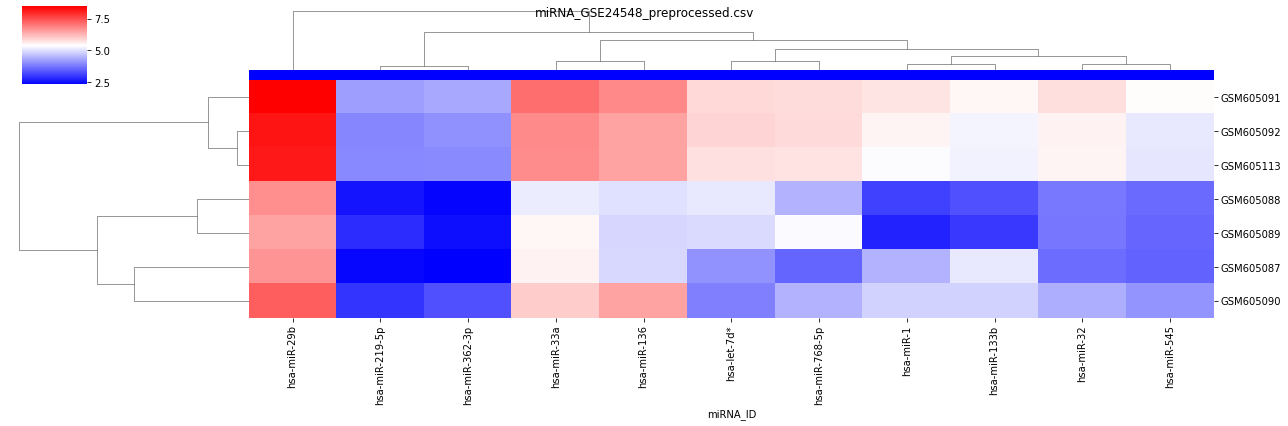 miRNA_GSE24548_preprocessed.csv
7.5
5.0
2.5
GSM605091
GSM605092
GSM605113
GSM605088
GSM605089
GSM605087
GSM605090
hsa-miR-29b
hsa-miR-219-5p
hsa-miR-362-3p
hsa-miR-33a
hsa-miR-136
hsa-let-7d*
hsa-miR-768-5p
hsa-miR-1
hsa-miR-133b
hsa-miR-32
hsa-miR-545
miRNA_ID